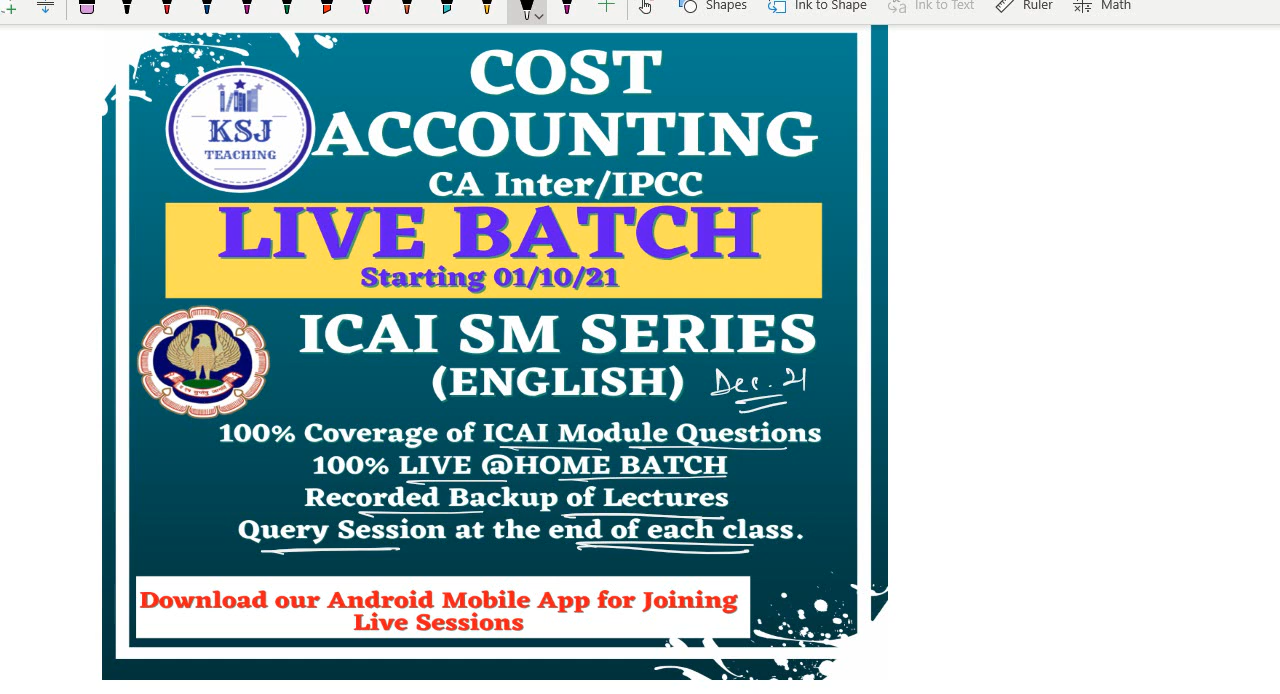 Shapes
Ink to Shape
Ink to Text
Ruler
Math
COST
ACCOUNTING
KSJ
TEACHING
CA Inter/IPCC
LIVE BATCH
Starting 01/10/21
ICAI SM SERIES
(ENGLISH) Dec. 21
100% Coverage of ICAI Module Questions
100% LIVE @HOME BATCH
Recorded Backup of Lectures
Query Session at the end of each class.
Download our Android Mobile App for Joining
Live Sessions